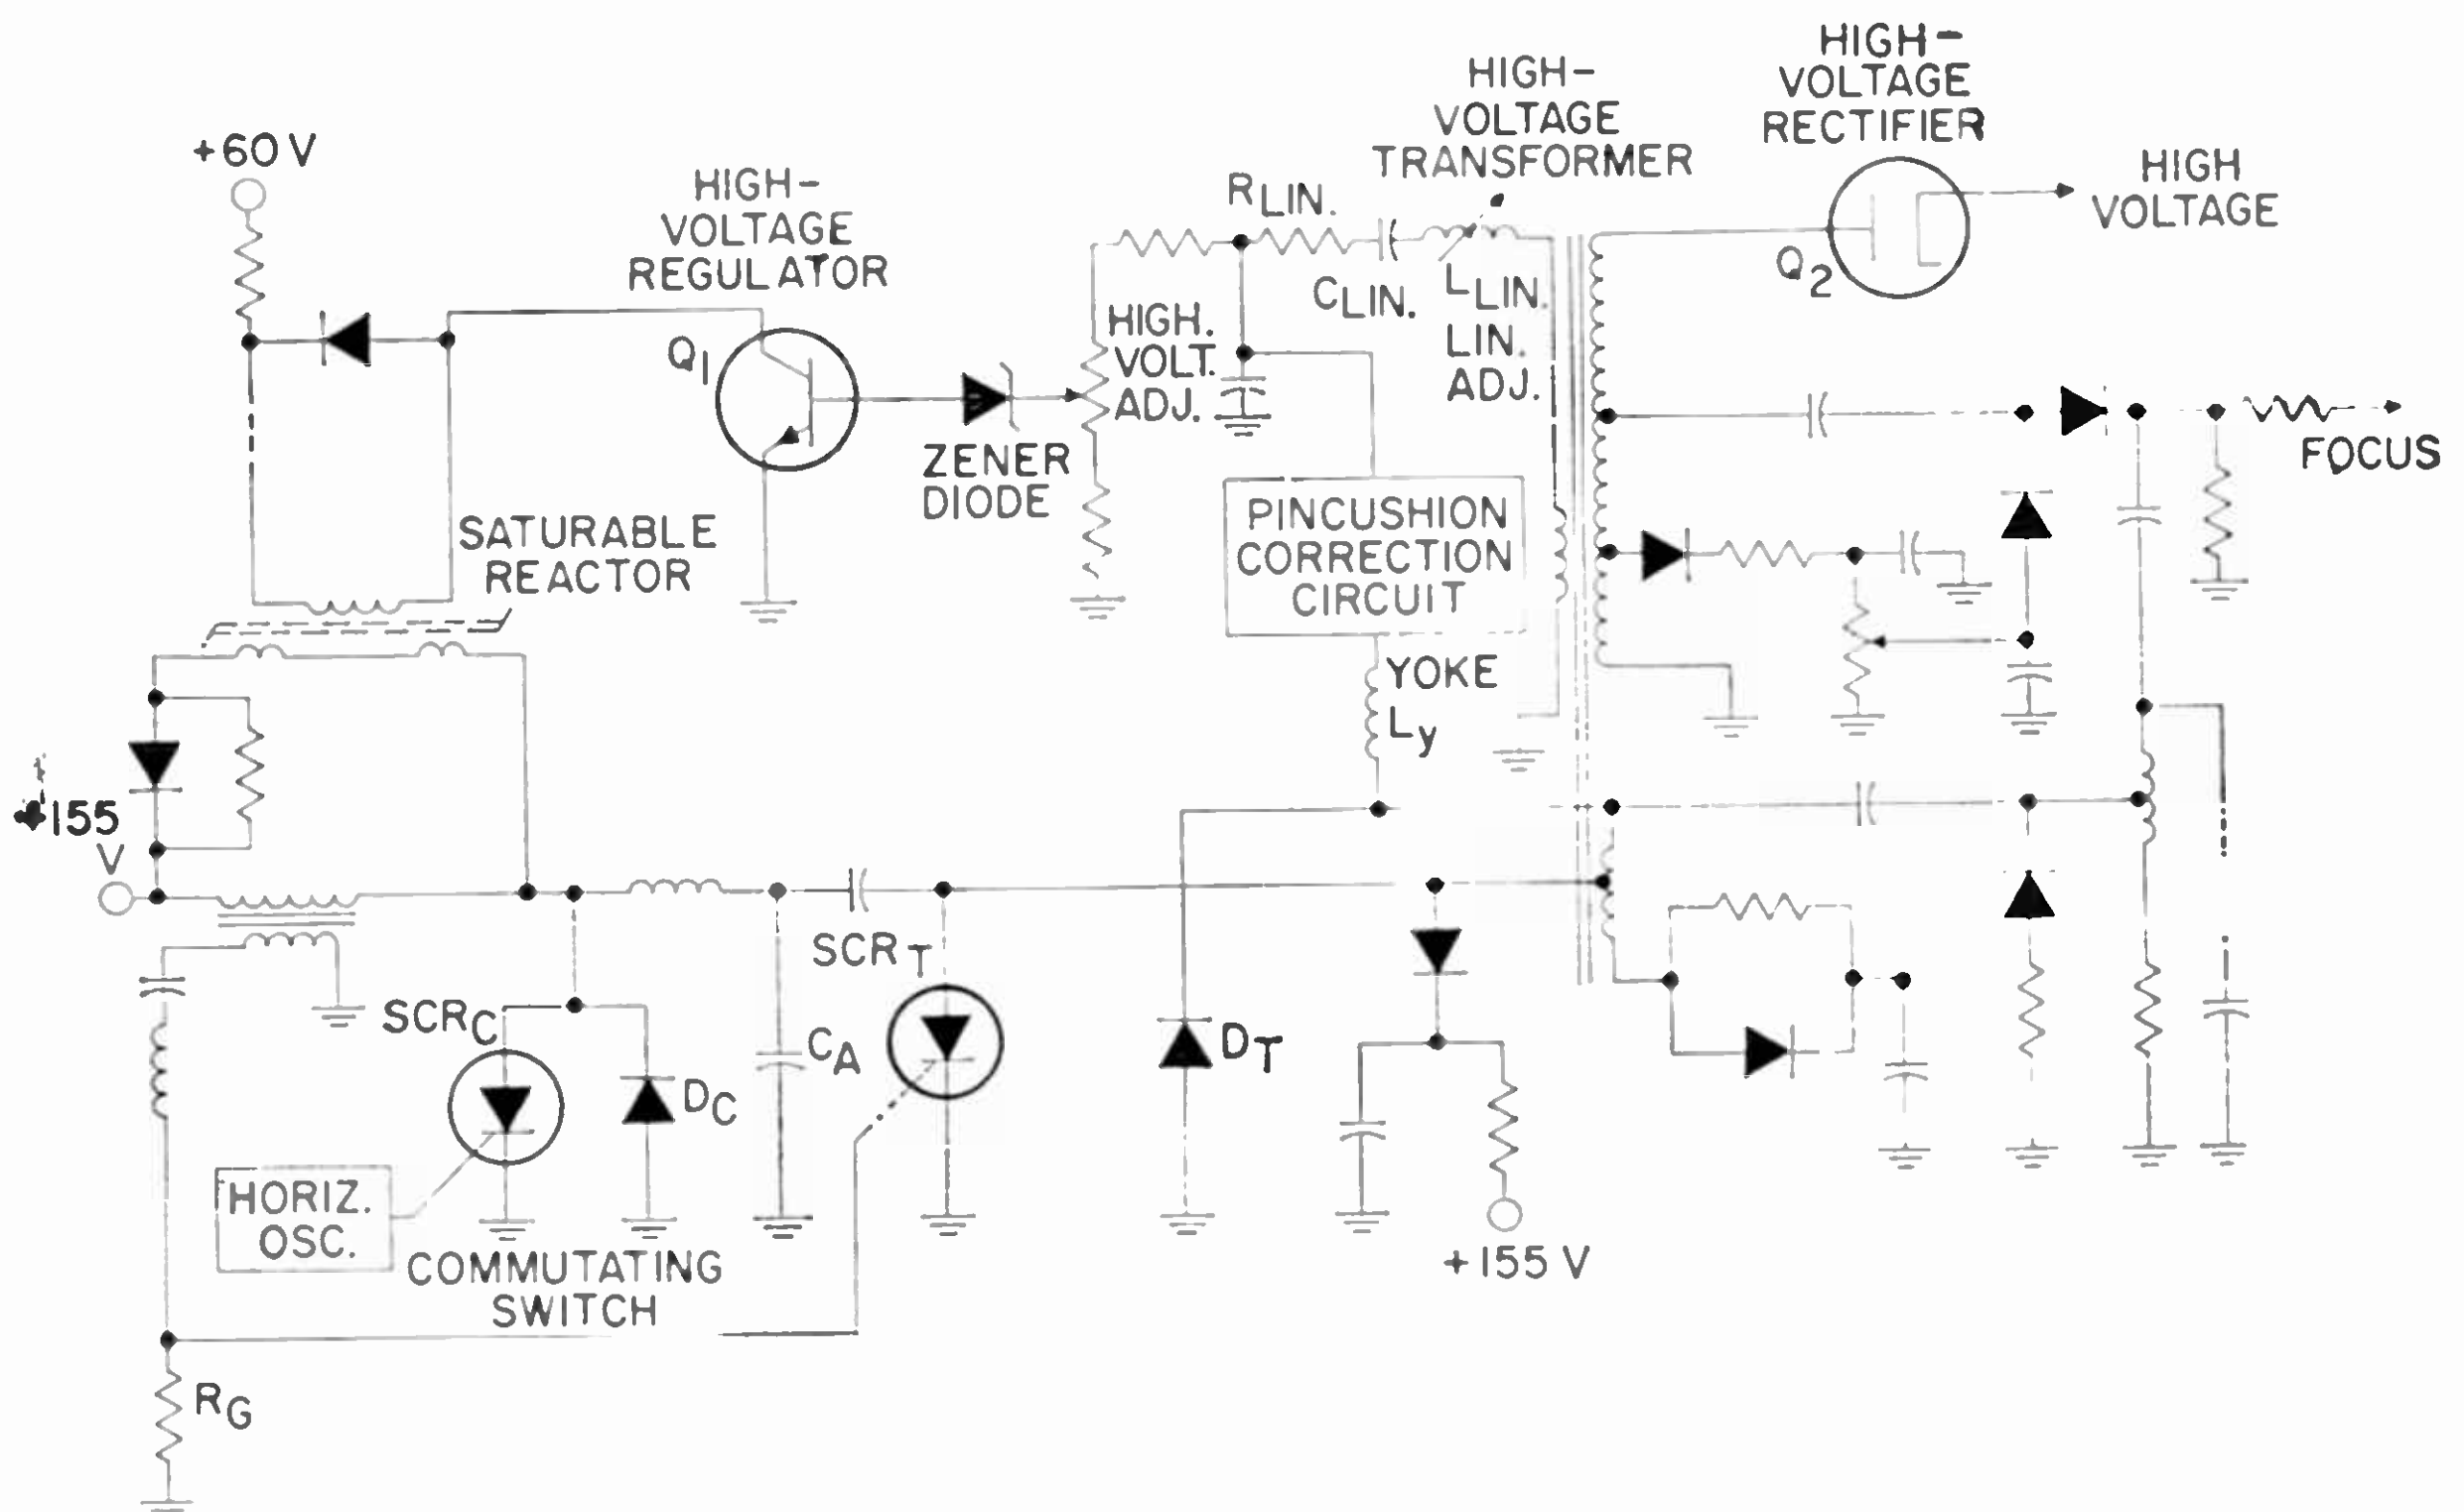 HIGH-
VOLTAGE
RECTIFIER
HIGH-
VOLTAGE
TRANSFORMER
+60 V
HIGH
VOLTAGE
HIGH-
VOLTAGE
REGULATOR
RLIN.
Q2
CLIN.
LLIN.
LIN.
ADJ.
HIGH.
VOLT.
ADJ.
Q1
FOCUS
ZENER
DIODE
PINCUSHION
CORRECTION
CIRCUIT
SATURABLE
REACTOR
YOKE
Ly
+155
V
SCRT
SCRC
CA
DT
DC
HORIZ.
OSC.
COMMUTATING
SWITCH
+155 V
RG